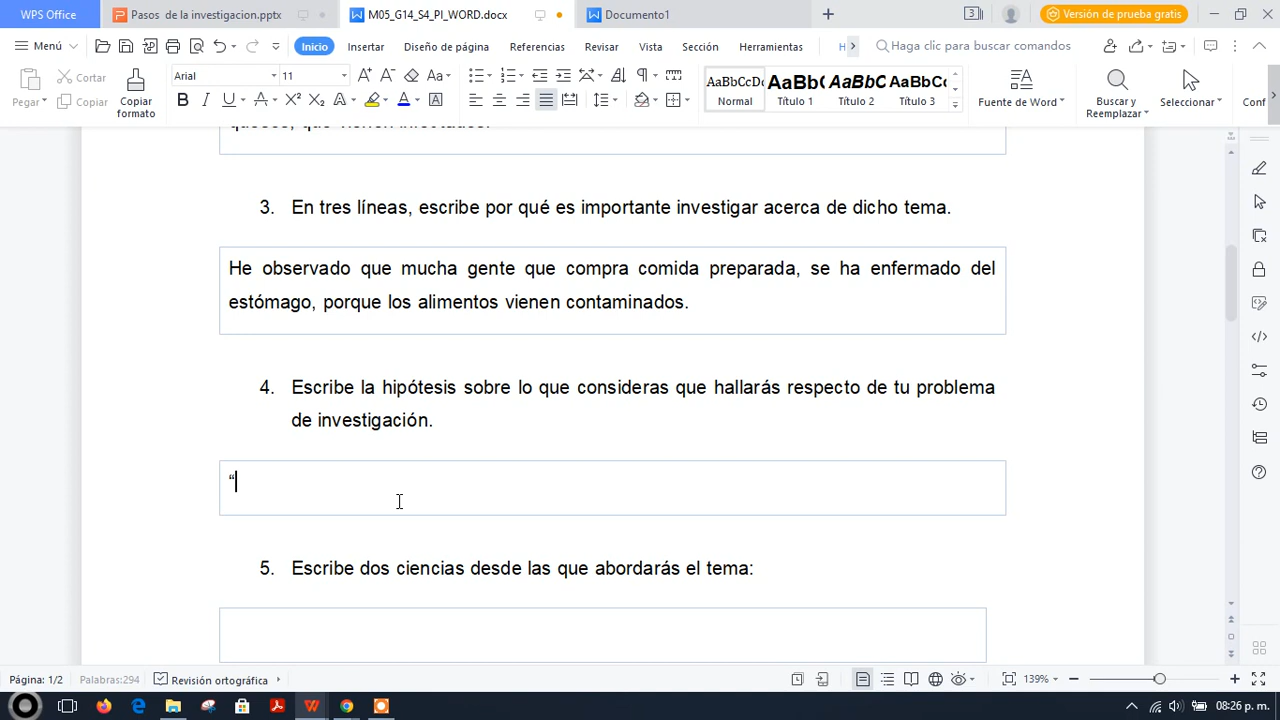 WPS Office
Pasos de la investigacion.pptx
M05_G14_S4_PI_WORD.docx
Documento1
3
Versión de prueba gratis
Menú
Inicio
Insertar
Diseño de página
Referencias
Revisar
Vista
Sección
Herramientas
Haga clic para buscar comandos
Pegar
Cortar
Copiar
Copiar formato
Arial
11
AaBbCcDd
Normal
AaBb(
Título 1
AaBbC
Título 2
AaBbC
Título 3
Fuente de Word
Buscar y Reemplazar
Seleccionar
Conf
3. En tres líneas, escribe por qué es importante investigar acerca de dicho tema.
He observado que mucha gente que compra comida preparada, se ha enfermado del
estómago, porque los alimentos vienen contaminados.
4. Escribe la hipótesis sobre lo que consideras que hallarás respecto de tu problema
de investigación.
“
5. Escribe dos ciencias desde las que abordarás el tema:
Página: 1/2
Palabras:294
Revisión ortográfica
139%
08:26 p. m.